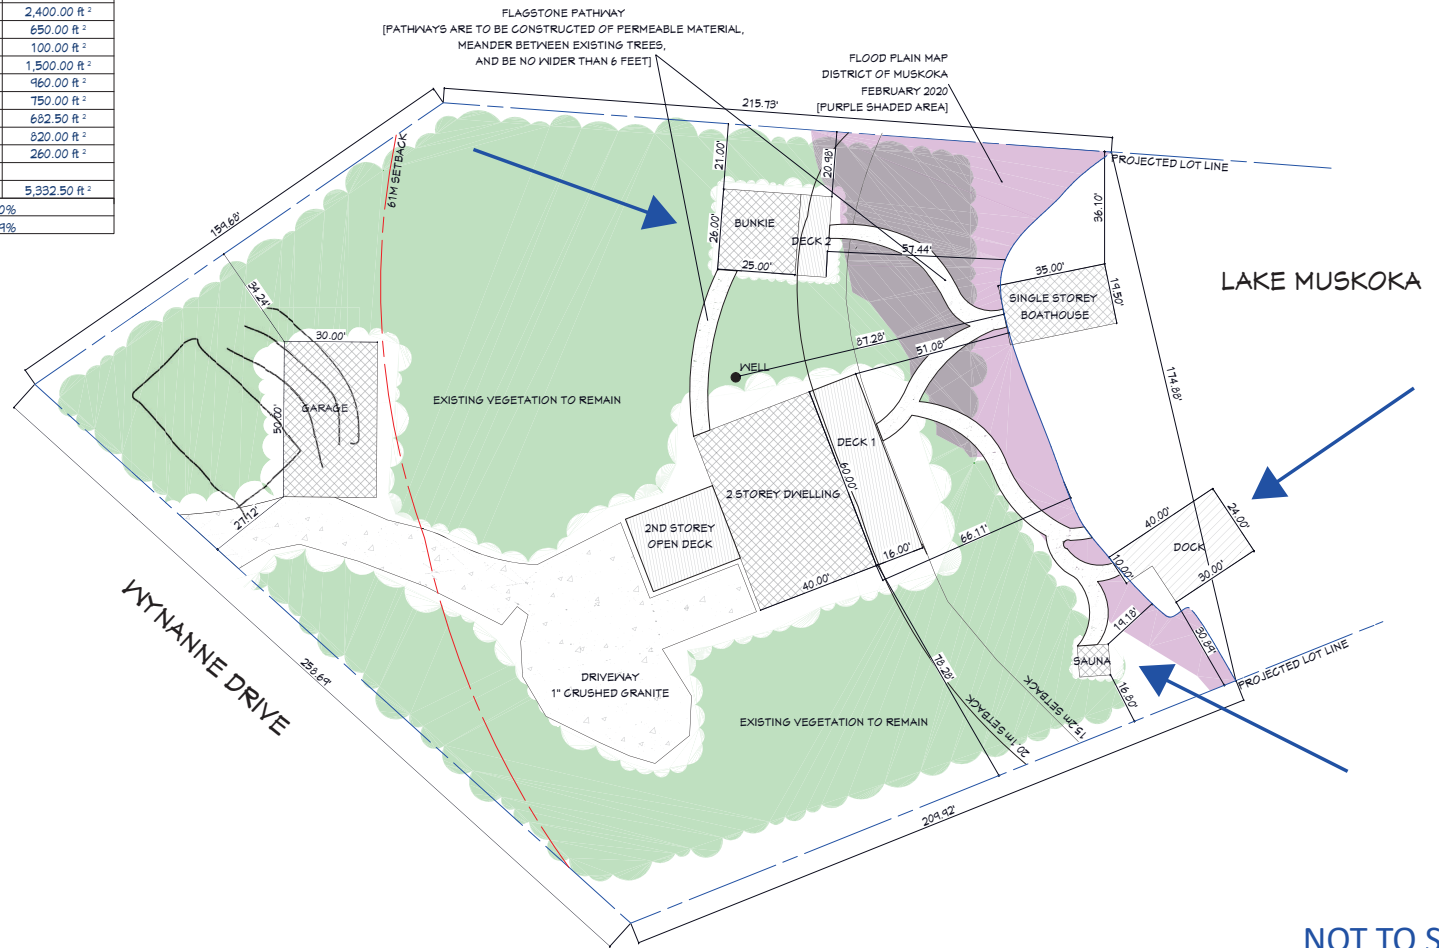 2,400.00 ft²
650.00 ft²
100.00 ft²
1,500.00 ft²
960.00 ft²
750.00 ft²
682.50 ft²
820.00 ft²
260.00 ft²
5,332.50 ft²
0%
9%
FLAGSTONE PATHWAY
[PATHWAYS ARE TO BE CONSTRUCTED OF PERMEABLE MATERIAL,
MEANDER BETWEEN EXISTING TREES,
AND BE NO WIDER THAN 6 FEET]
FLOOD PLAIN MAP
DISTRICT OF MUSKOKA
FEBRUARY 2020
[PURPLE SHADED AREA]
215.73'
61M SETBACK
21.00'
20.98'
PROJECTED LOT LINE
159.68'
36.10'
26.00'
BUNKIE
DECK 2
57.44'
25.00'
35.00'
19.50'
SINGLE STOREY
BOATHOUSE
LAKE MUSKOKA
34.24'
30.00'
87.28'
51.08'
WELL
174.88'
EXISTING VEGETATION TO REMAIN
GARAGE
50.00'
DECK 1
60.00'
2 STOREY DWELLING
2ND STOREY
OPEN DECK
27.12'
66.11'
16.00'
40.00'
40.00'
24.00'
DOCK
10.00'
30.00'
WYNANNE DRIVE
258.69'
19.18'
30.89'
SAUNA
16.80'
PROJECTED LOT LINE
78.28'
DRIVEWAY
1" CRUSHED GRANITE
20.1m SETBACK
15.2m SETBACK
EXISTING VEGETATION TO REMAIN
209.92'
NOT TO S